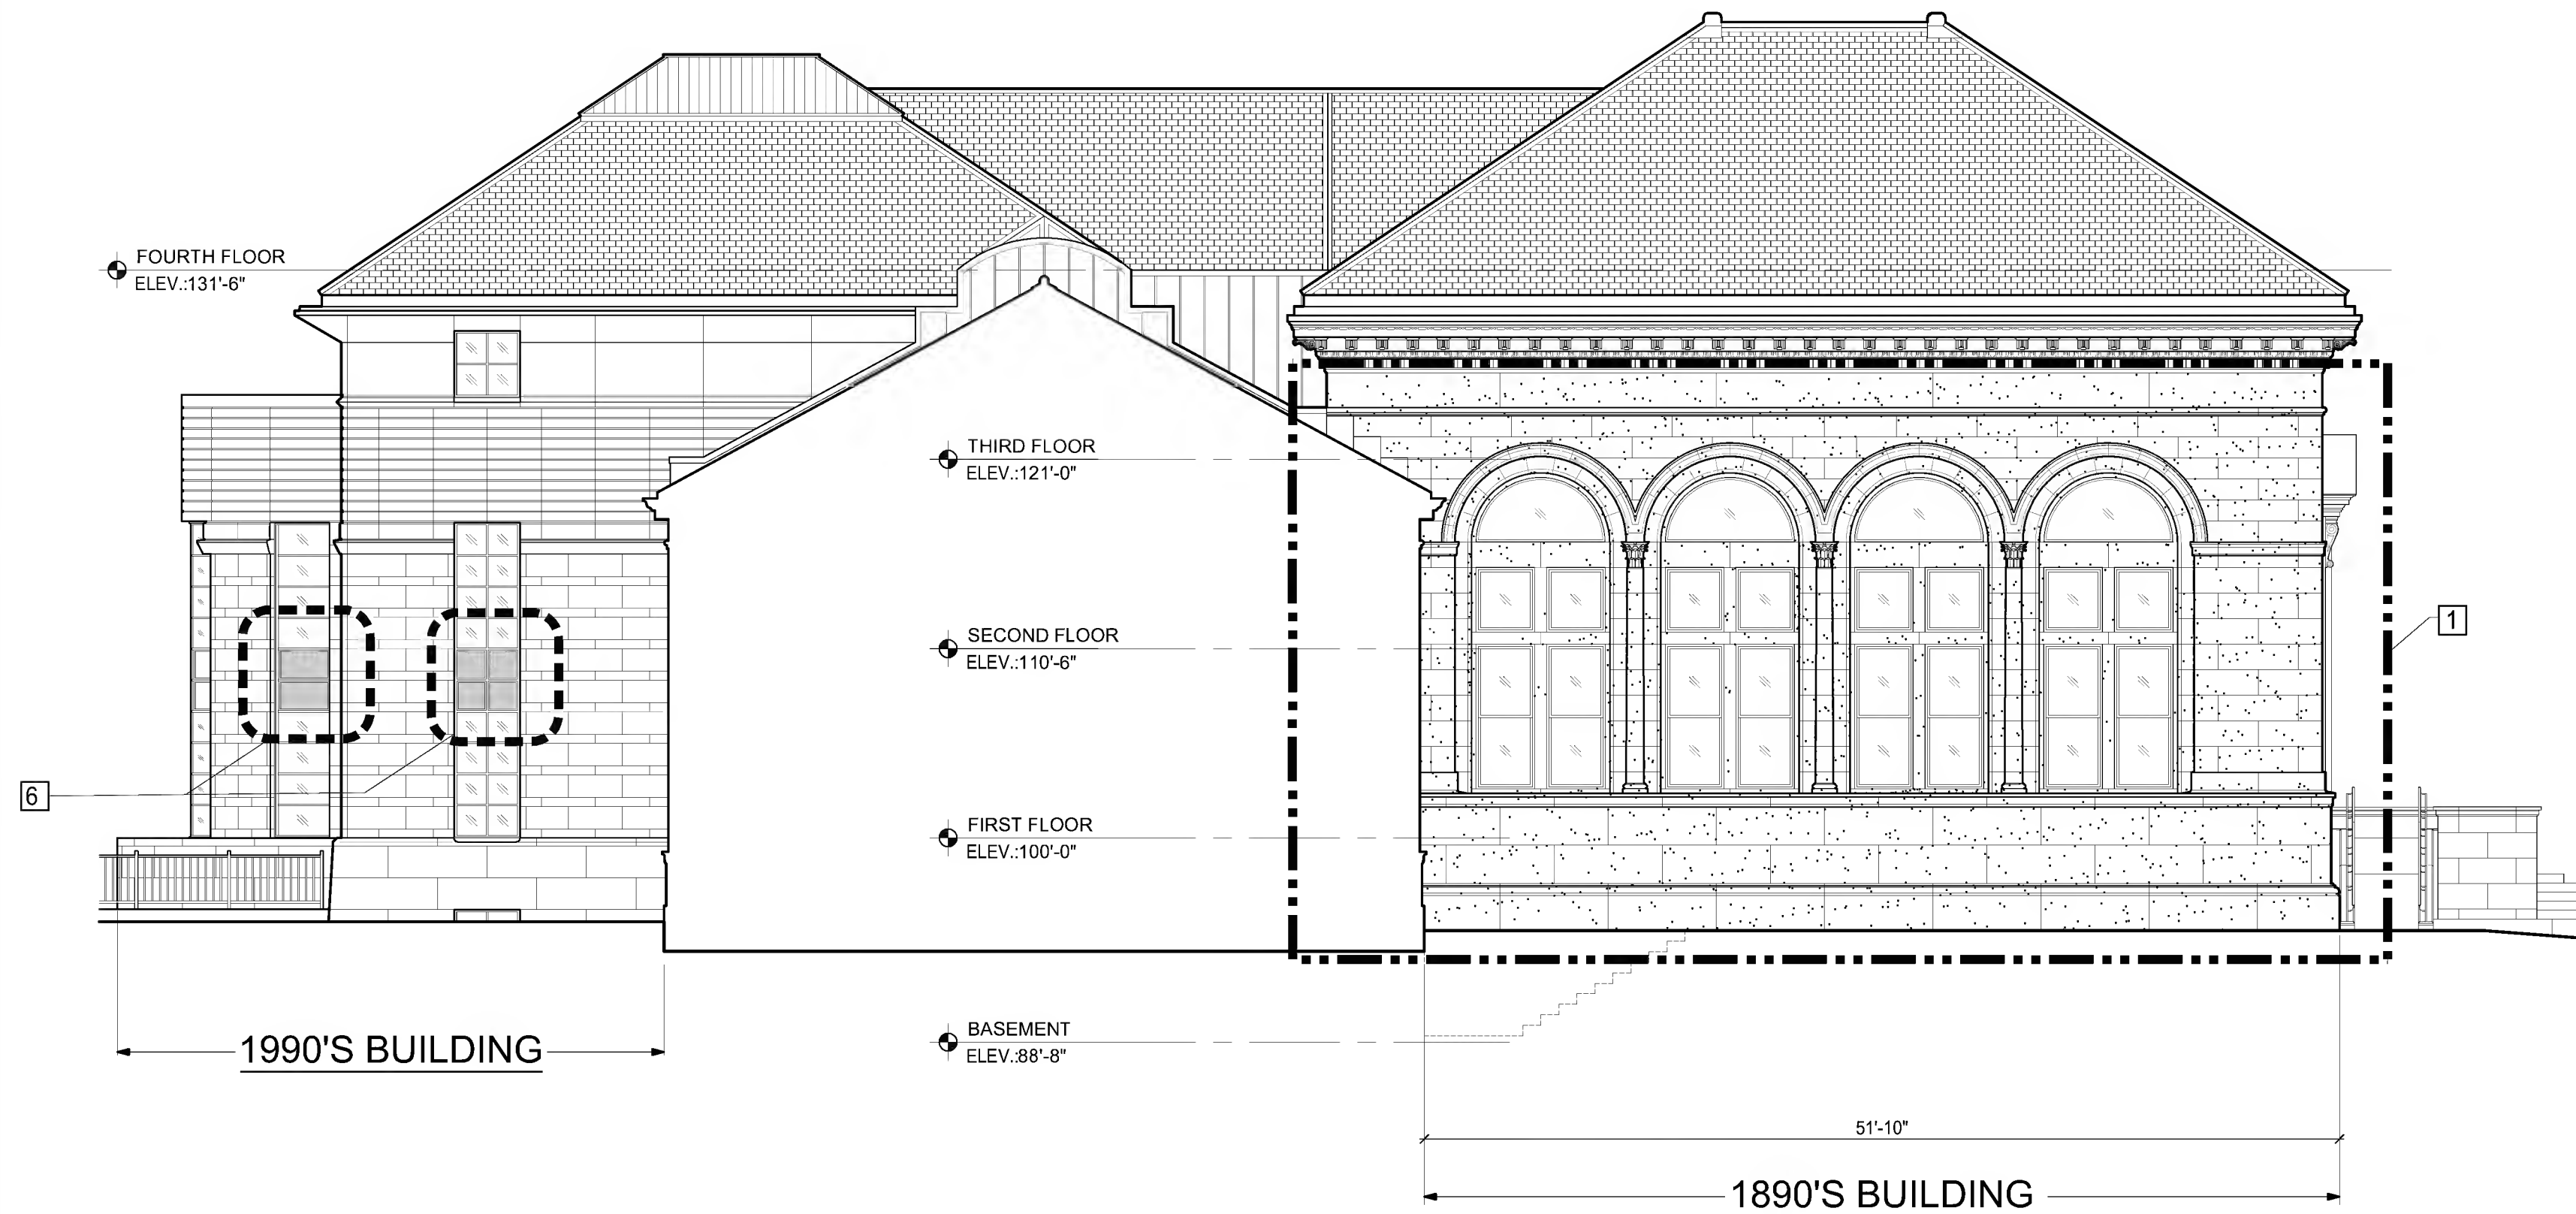 FOURTH FLOOR
ELEV.:131'-6"
THIRD FLOOR
ELEV.:121'-0"
SECOND FLOOR
ELEV.:110'-6"
1
6
FIRST FLOOR
ELEV.:100'-0"
BASEMENT
ELEV.:88'-8"
1990'S BUILDING
51'-10"
1890'S BUILDING